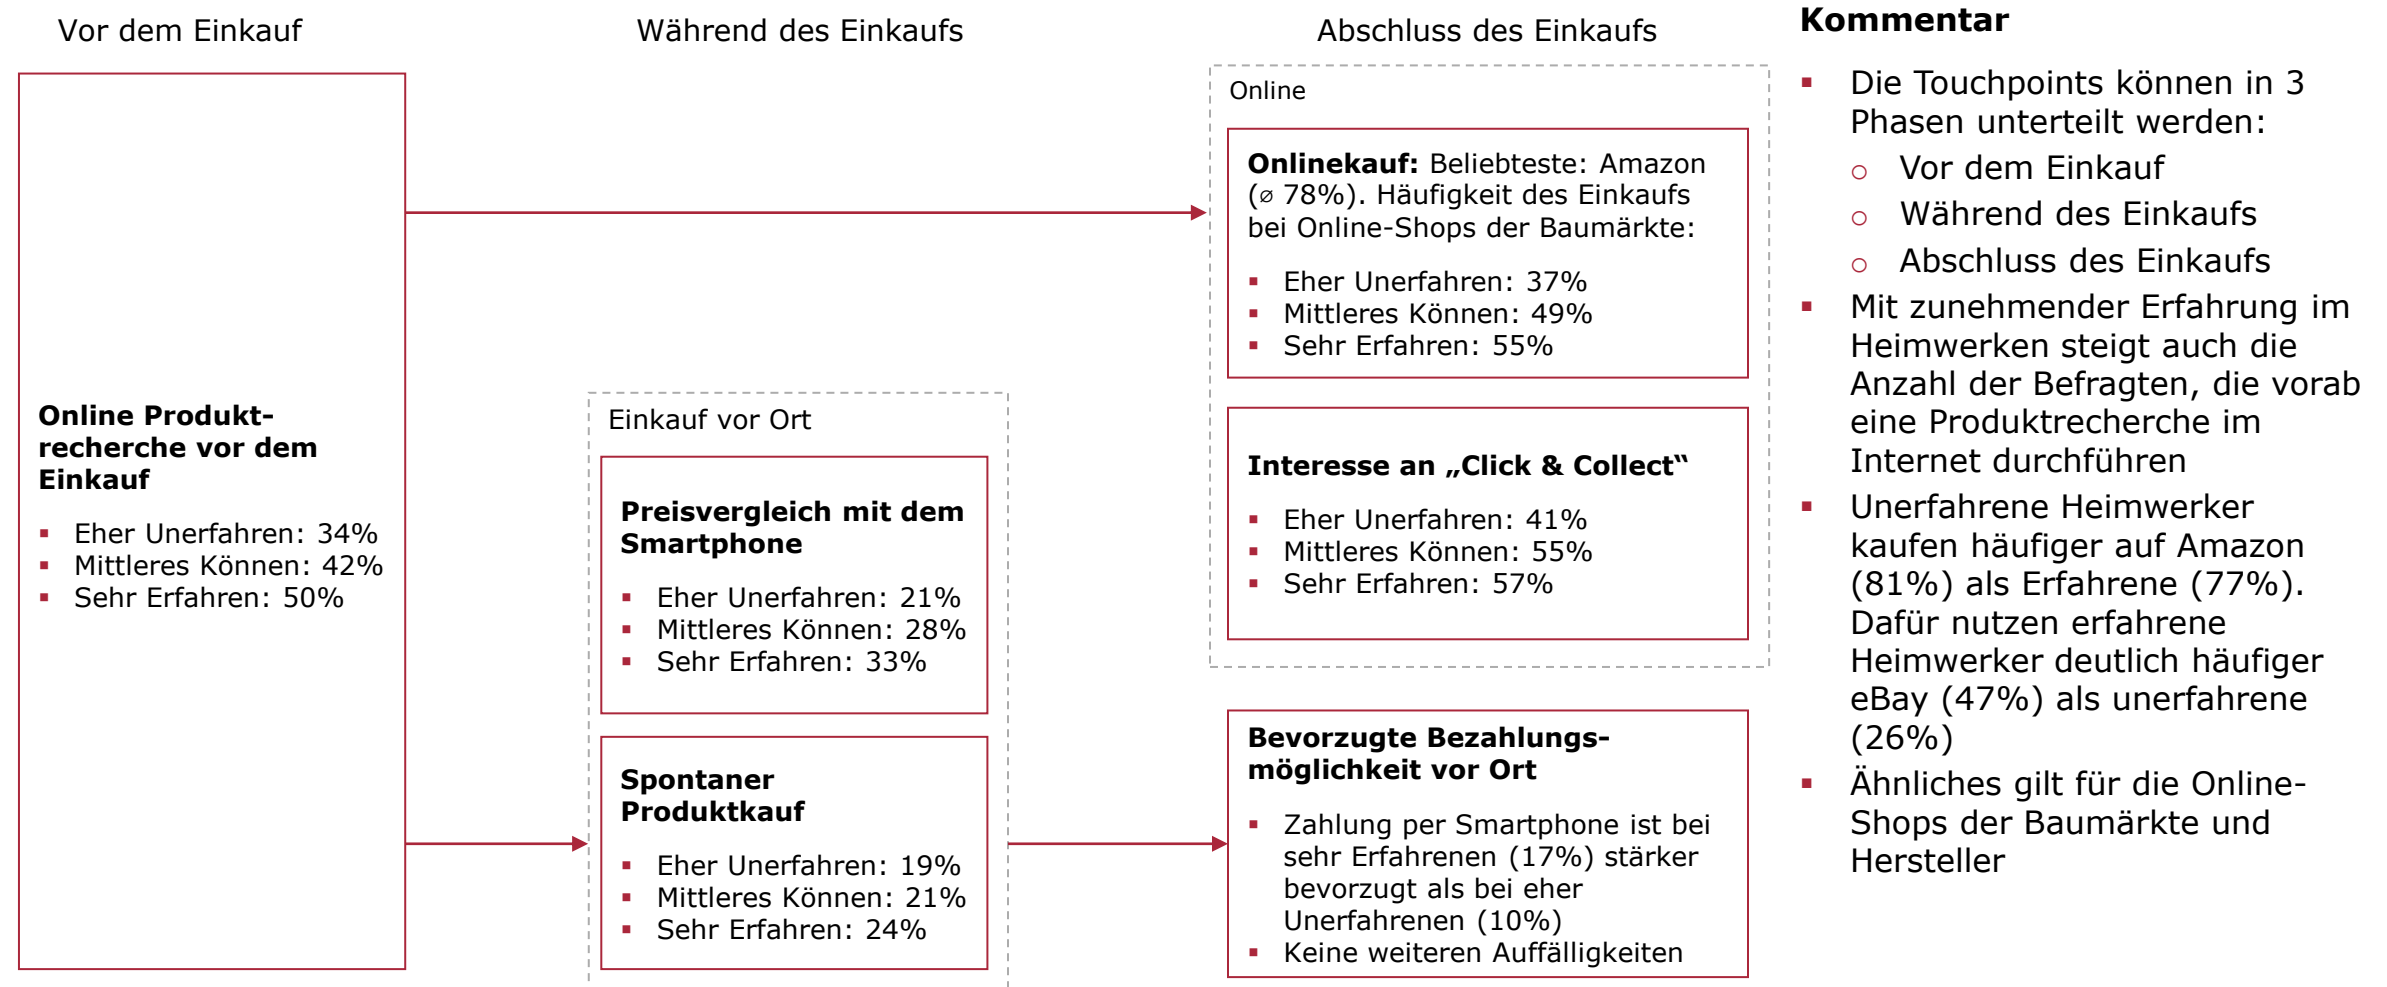 Vor dem Einkauf
Während des Einkaufs
Abschluss des Einkaufs
Online Produkt-
recherche vor dem
Einkauf
▪ Eher Unerfahren: 34%
▪ Mittleres Können: 42%
▪ Sehr Erfahren: 50%
Einkauf vor Ort
Preisvergleich mit dem
Smartphone
▪ Eher Unerfahren: 21%
▪ Mittleres Können: 28%
▪ Sehr Erfahren: 33%
Spontaner
Produktkauf
▪ Eher Unerfahren: 19%
▪ Mittleres Können: 21%
▪ Sehr Erfahren: 24%
Online
Onlinekauf: Beliebteste: Amazon
(⌀ 78%). Häufigkeit des Einkaufs
bei Online-Shops der Baumärkte:
▪ Eher Unerfahren: 37%
▪ Mittleres Können: 49%
▪ Sehr Erfahren: 55%
Interesse an „Click & Collect“
▪ Eher Unerfahren: 41%
▪ Mittleres Können: 55%
▪ Sehr Erfahren: 57%
Bevorzugte Bezahlungs-
möglichkeit vor Ort
▪ Zahlung per Smartphone ist bei
sehr Erfahrenen (17%) stärker
bevorzugt als bei eher
Unerfahrenen (10%)
▪ Keine weiteren Auffälligkeiten
Kommentar
▪ Die Touchpoints können in 3
Phasen unterteilt werden:
o Vor dem Einkauf
o Während des Einkaufs
o Abschluss des Einkaufs
▪ Mit zunehmender Erfahrung im
Heimwerken steigt auch die
Anzahl der Befragten, die vorab
eine Produktrecherche im
Internet durchführen
▪ Unerfahrene Heimwerker
kaufen häufiger auf Amazon
(81%) als Erfahrene (77%).
Dafür nutzen erfahrene
Heimwerker deutlich häufiger
eBay (47%) als unerfahrene
(26%)
▪ Ähnliches gilt für die Online-
Shops der Baumärkte und
Hersteller